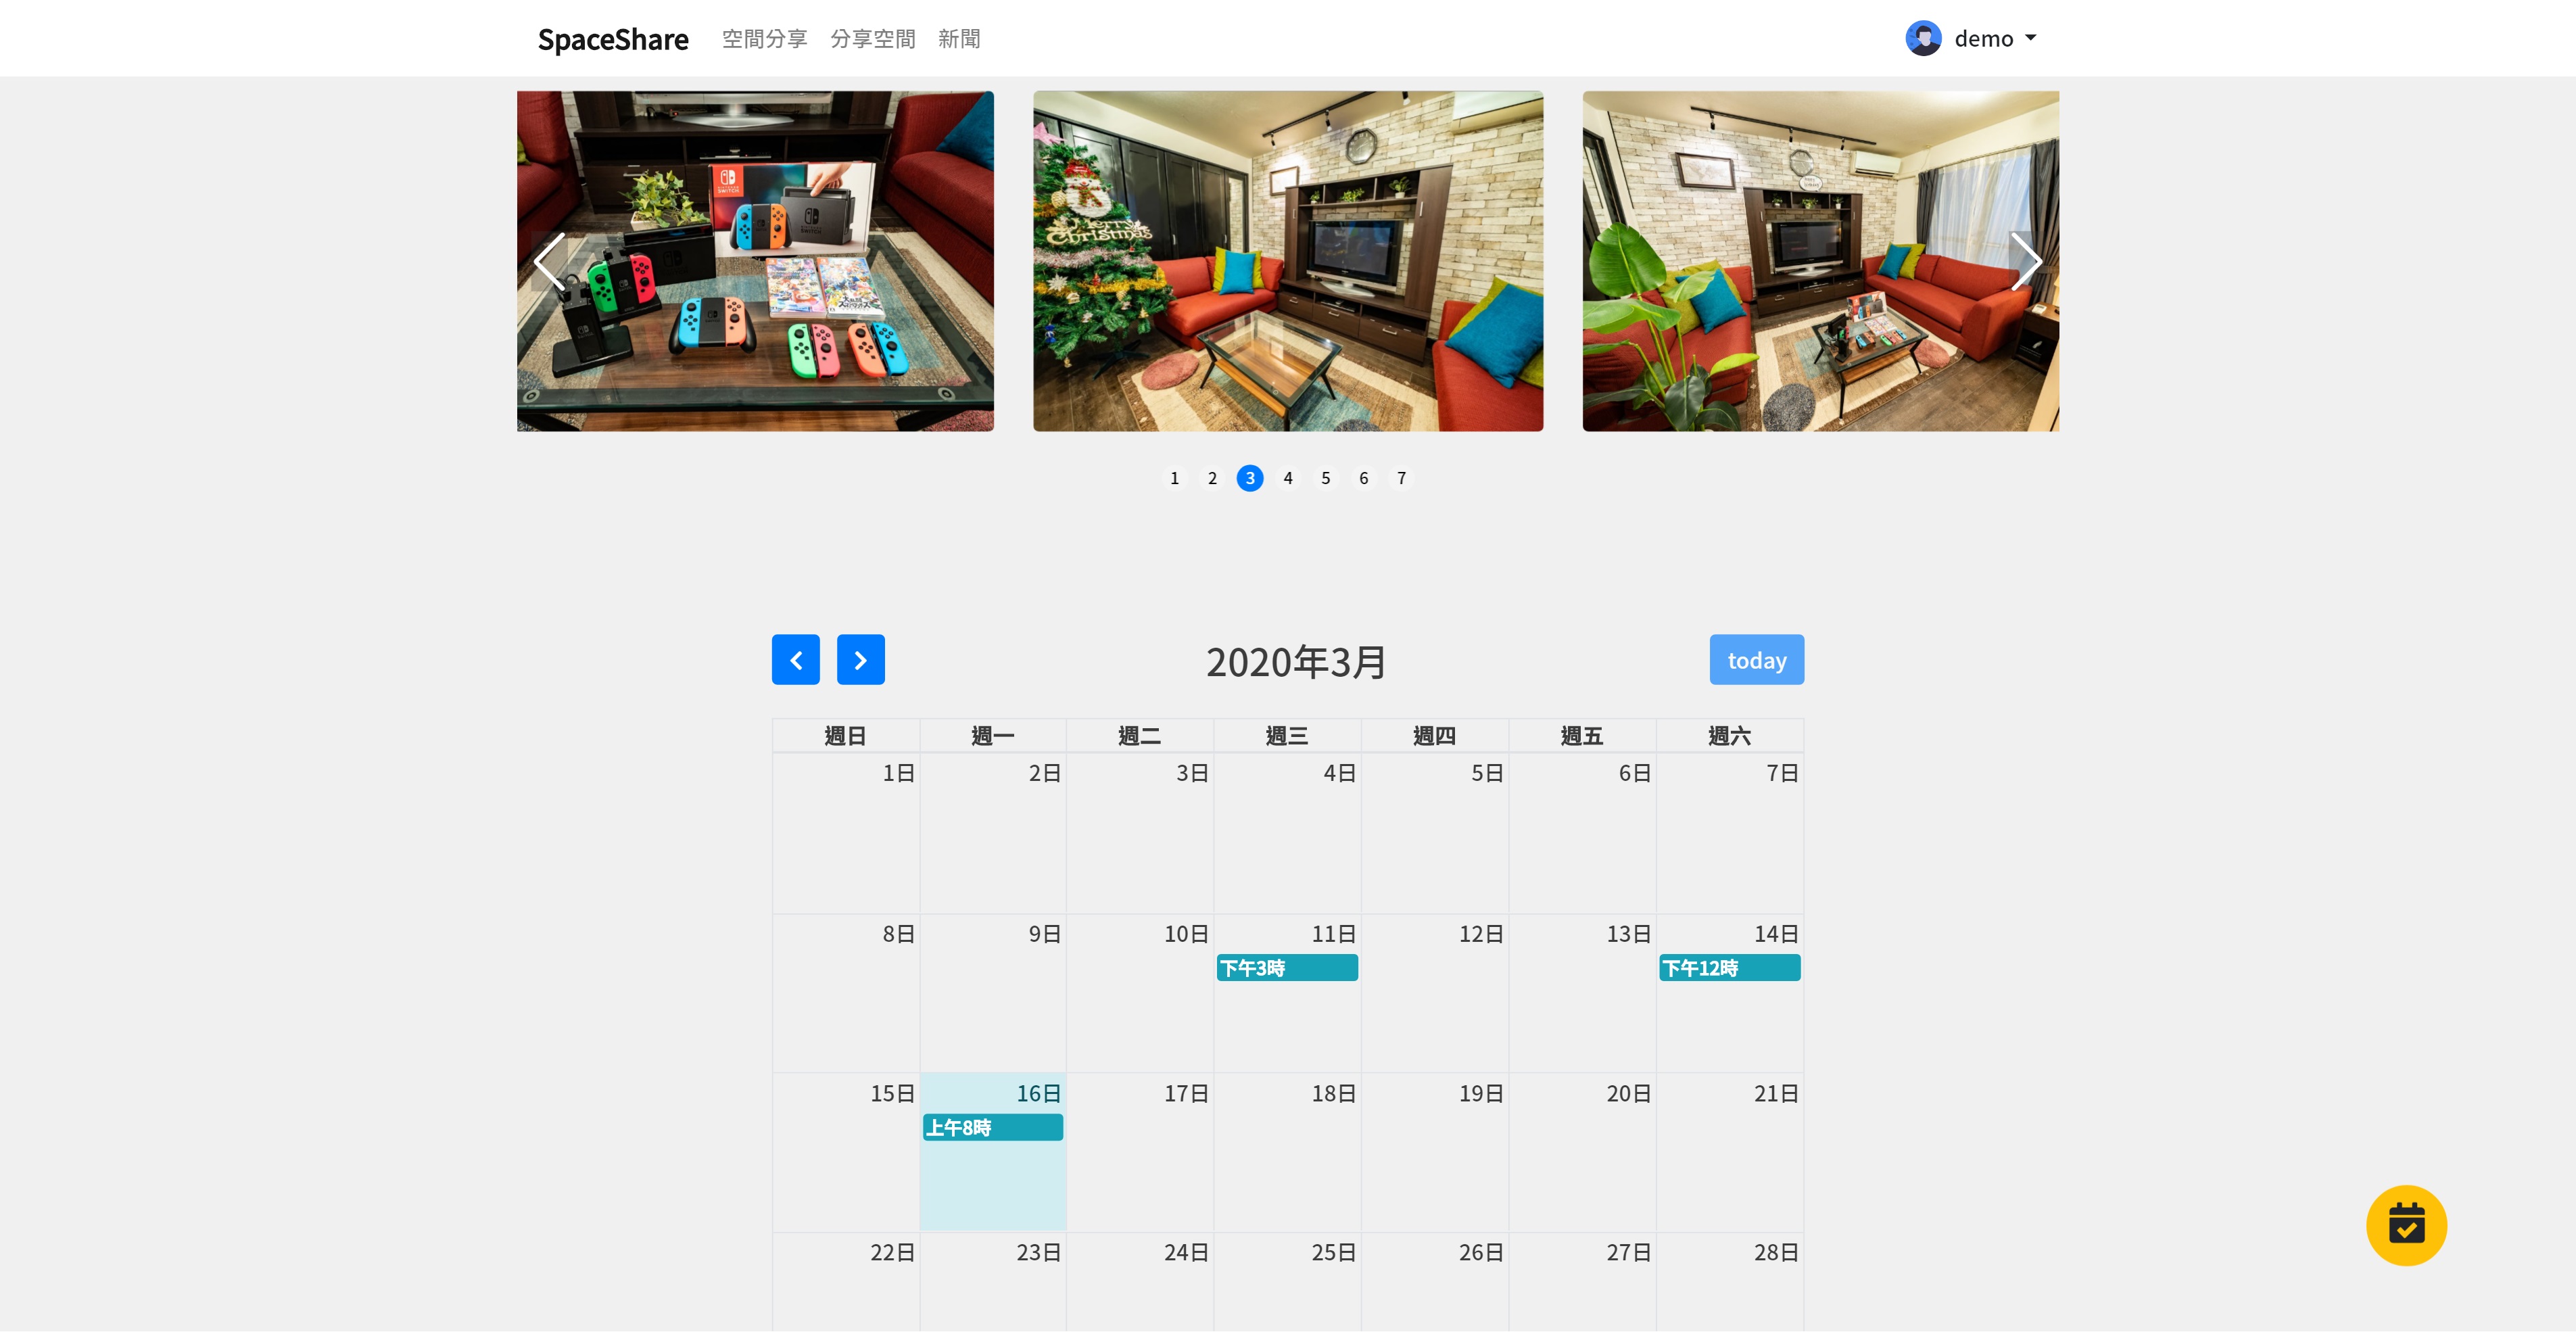 SpaceShare 空間分享 分享空間 新聞 demo
NINTENDO
SWITCH
Merry
Christmas
1 2 3 4 5 6 7
2020年3月
today
週日 週一 週二 週三 週四 週五 週六
1日 2日 3日 4日 5日 6日 7日
8日 9日 10日 11日 12日 13日 14日
下午3時 下午12時
15日 16日 17日 18日 19日 20日 21日
上午8時
22日 23日 24日 25日 26日 27日 28日